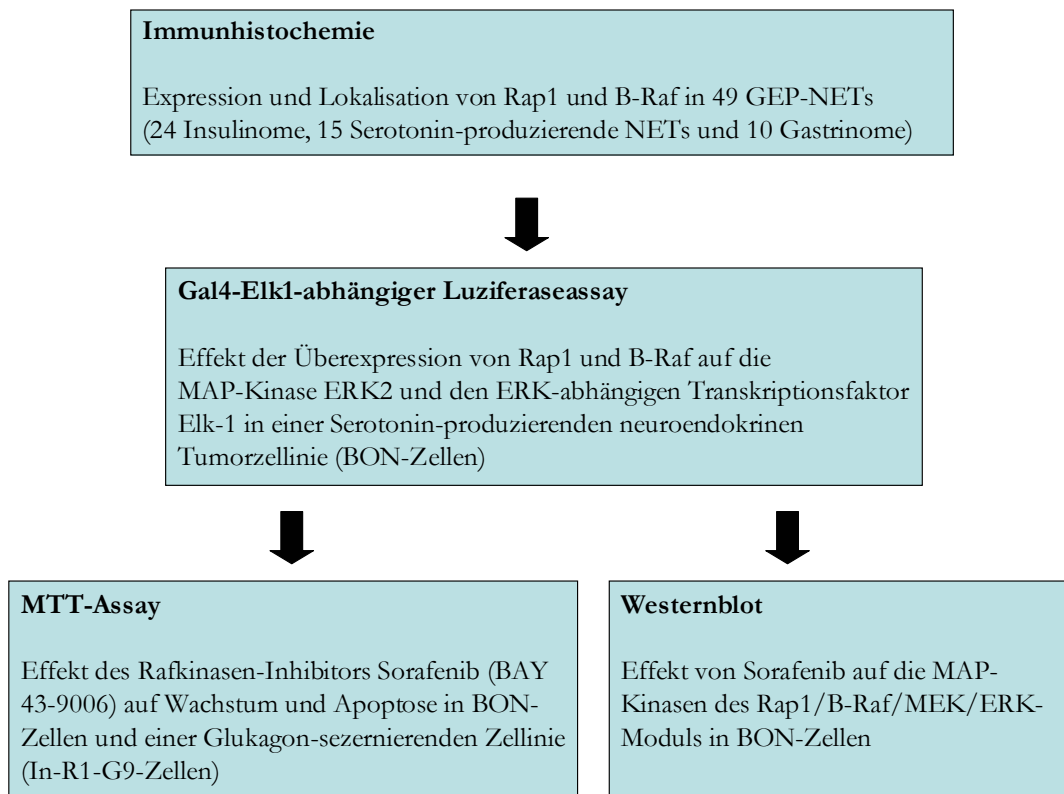 Immunhistochemie
Expression und Lokalisation von Rap1 und B-Raf in 49 GEP-NETs
(24 Insulinome, 15 Serotonin-produzierende NETs und 10 Gastrinome)
Gal4-Elk1-abhängiger Luziferaseassay
Effekt der Überexpression von Rap1 und B-Raf auf die
MAP-Kinase ERK2 und den ERK-abhängigen Transkriptionsfaktor
Elk-1 in einer Serotonin-produzierenden neuroendokrinen
Tumorzellinie (BON-Zellen)
MTT-Assay
Effekt des Rafkinasen-Inhibitors Sorafenib (BAY
43-9006) auf Wachstum und Apoptose in BON-
Zellen und einer Glukagon-sezernierenden Zellinie
(In-R1-G9-Zellen)
Westernblot
Effekt von Sorafenib auf die MAP-
Kinasen des Rap1/B-Raf/MEK/ERK-
Moduls in BON-Zellen